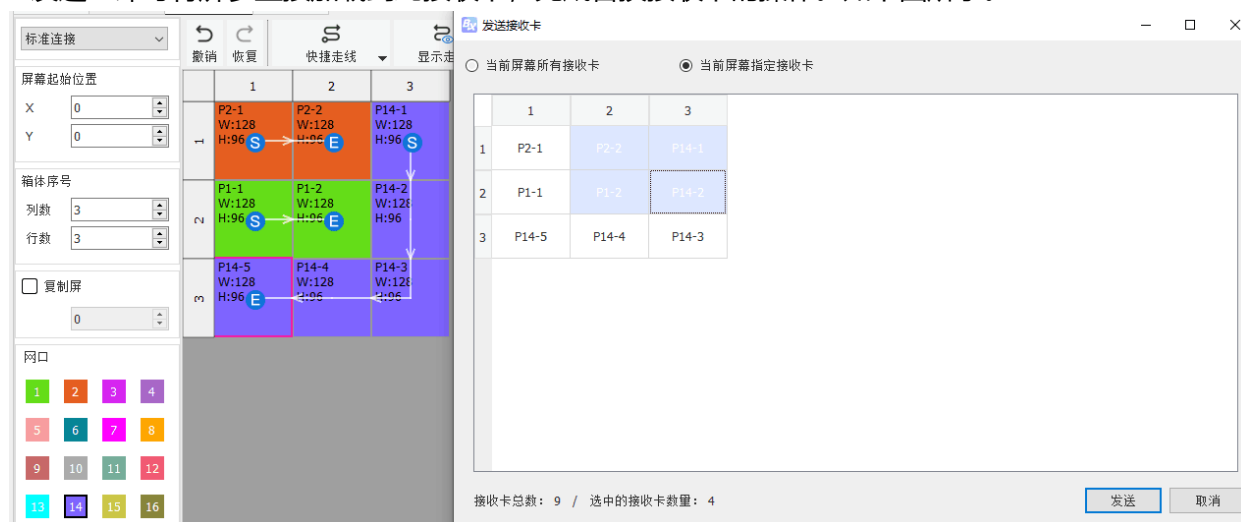 标准连接
撤销 恢复 快捷走线 显示走
屏幕起始位置
X 0
Y 0
箱体序号
列数 3
行数 3
复制屏
0
网口
1 2 3 4
5 6 7 8
9 10 11 12
13 14 15 16
1 2 3
1
P2-1 P2-2 P14-1
W:128 W:128 W:128
H:96 S H:96 E H:96 S
2
P1-1 P1-2 P14-2
W:128 W:128 W:128
H:96 S H:96 E H:96
3
P14-5 P14-4 P14-3
W:128 W:128 W:128
H:96 E H:96 H:96
发送接收卡
当前屏幕所有接收卡 当前屏幕指定接收卡
1 2 3
1 P2-1 P2-2 P14-1
2 P1-1 P1-2 P14-2
3 P14-5 P14-4 P14-3
接收卡总数: 9 / 选中的接收卡数量: 4
发送 取消